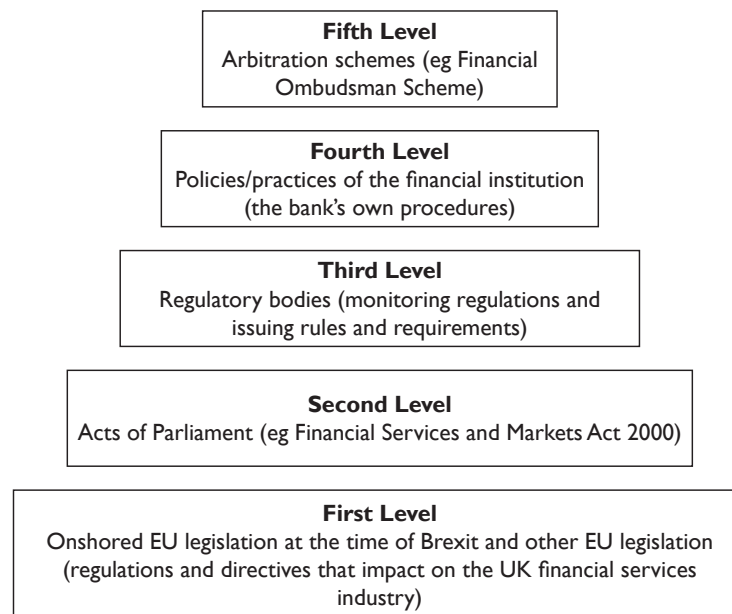 Fifth Level
Arbitration schemes (eg Financial
Ombudsman Scheme)
Fourth Level
Policies/practices of the financial institution
(the bank's own procedures)
Third Level
Regulatory bodies (monitoring regulations and
issuing rules and requirements)
Second Level
Acts of Parliament (eg Financial Services and Markets Act 2000)
First Level
Onshored EU legislation at the time of Brexit and other EU legislation
(regulations and directives that impact on the UK financial services
industry)